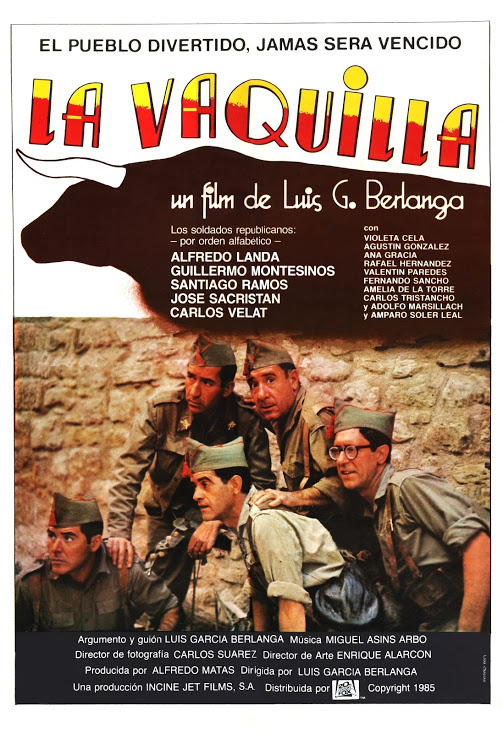 EL PUEBLO DIVERTIDO, JAMAS SERA VENCIDO
LA VAQUILLA
un film de Luis G. Berlanga
Los soldados republicanos:
– por orden alfabético –
ALFREDO LANDA
GUILLERMO MONTESINOS
SANTIAGO RAMOS
JOSE SACRISTAN
CARLOS VELAT
con
VIOLETA CELA
AGUSTIN GONZALEZ
ANA GRACIA
RAFAEL HERNANDEZ
VALENTIN PAREDES
FERNANDO SANCHO
AMELIA DE LA TORRE
CARLOS TRISTANCHO
y ADOLFO MARSILLACH
y AMPARO SOLER LEAL
Argumento y guión LUIS GARCIA BERLANGA Música MIGUEL ASINS ARBO
Director de fotografía CARLOS SUAREZ Director de Arte ENRIQUE ALARCON
Producida por ALFREDO MATAS Dirigida por LUIS GARCIA BERLANGA
Una producción INCINE JET FILMS, S.A. Distribuida por Copyright 1985